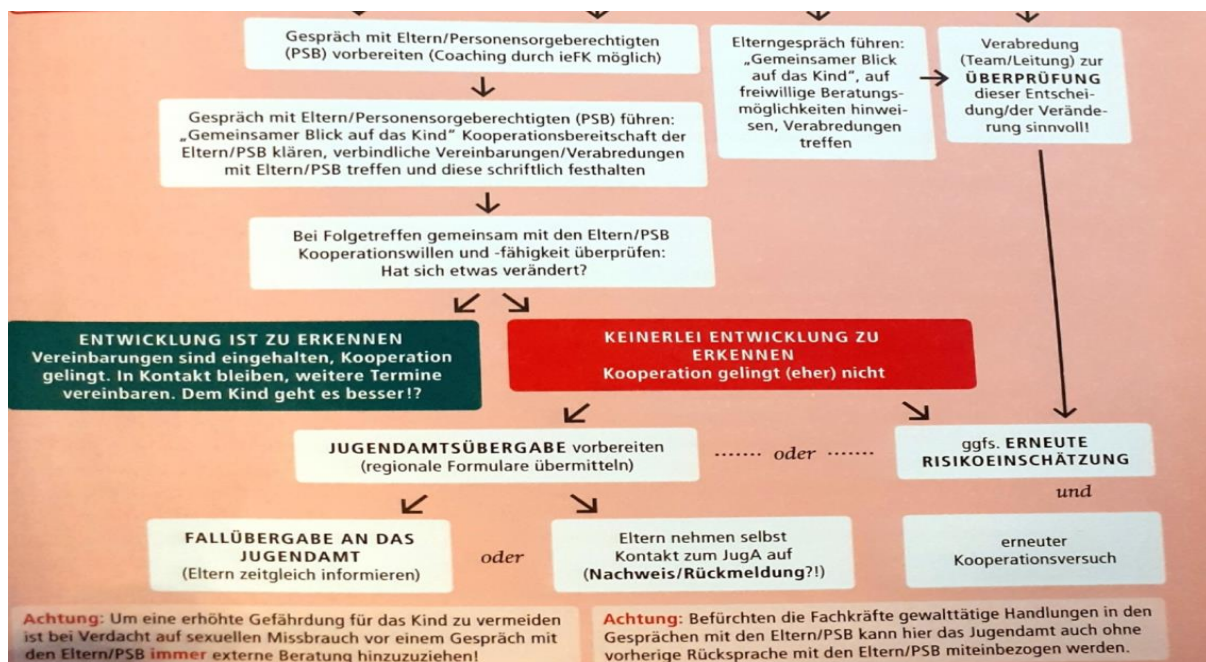 Gespräch mit Eltern/Personensorgeberechtigten
(PSB) vorbereiten (Coaching durch ieFK möglich)
Elterngespräch führen:
„Gemeinsamer Blick
auf das Kind", auf
freiwillige Beratungs-
möglichkeiten hinwei-
sen, Verabredungen
treffen
Verabredung
(Team/Leitung) zur
ÜBERPRÜFUNG
dieser Entschei-
dung/der Verände-
rung sinnvoll!
Gespräch mit Eltern/Personensorgeberechtigten (PSB) führen:
„Gemeinsamer Blick auf das Kind" Kooperationsbereitschaft der
Eltern/PSB klären, verbindliche Vereinbarungen/Verabredungen
mit Eltern/PSB treffen und diese schriftlich festhalten
Bei Folgetreffen gemeinsam mit den Eltern/PSB
Kooperationswillen und -fähigkeit überprüfen:
Hat sich etwas verändert?
ENTWICKLUNG IST ZU ERKENNEN
Vereinbarungen sind eingehalten, Kooperation
gelingt. In Kontakt bleiben, weitere Termine
vereinbaren. Dem Kind geht es besser!?
KEINERLEI ENTWICKLUNG ZU
ERKENNEN
Kooperation gelingt (eher) nicht
JUGENDAMTSÜBERGABE vorbereiten
(regionale Formulare übermitteln)
....... oder .......
ggfs. ERNEUTE
RISIKOEINSCHÄTZUNG
und
FALLÜBERGABE AN DAS
JUGENDAMT
(Eltern zeitgleich informieren)
oder
Eltern nehmen selbst
Kontakt zum JugA auf
(Nachweis/Rückmeldung?!)
erneuter
Kooperationsversuch
Achtung: Um eine erhöhte Gefährdung für das Kind zu vermeiden
ist bei Verdacht auf sexuellen Missbrauch vor einem Gespräch mit
den Eltern/PSB immer externe Beratung hinzuzuziehen!
Achtung: Befürchten die Fachkräfte gewalttätige Handlungen in den
Gesprächen mit den Eltern/PSB kann hier das Jugendamt auch ohne
vorherige Rücksprache mit den Eltern/PSB miteinbezogen werden.